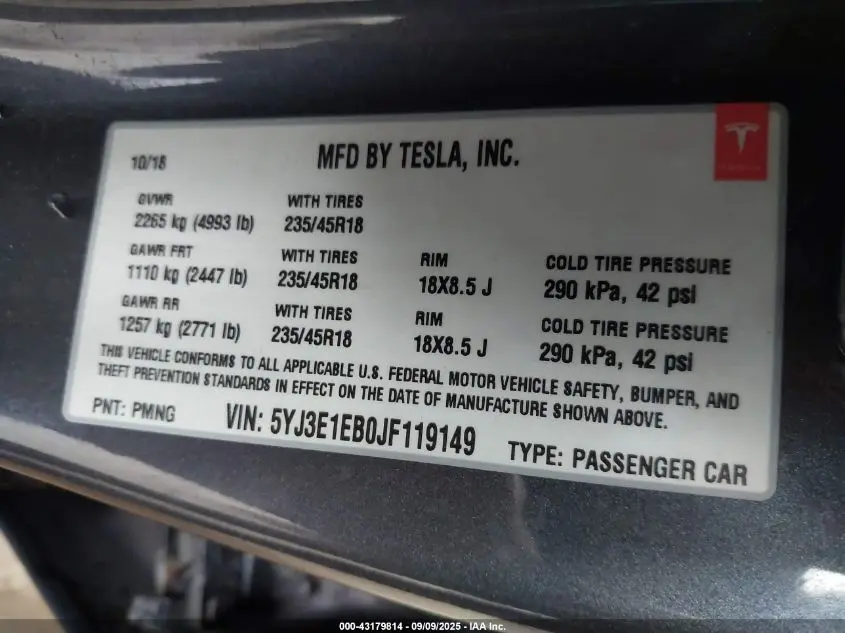 10/18
MFD BY TESLA, INC.
GVWR WITH TIRES
2265 kg (4993 lb) 235/45R18
GAWR FRT WITH TIRES RIM COLD TIRE PRESSURE
1110 kg (2447 lb) 235/45R18 18X8.5 J 290 kPa, 42 psi
GAWR RR WITH TIRES RIM COLD TIRE PRESSURE
1257 kg (2771 lb) 235/45R18 18X8.5 J 290 kPa, 42 psi
THIS VEHICLE CONFORMS TO ALL APPLICABLE U.S. FEDERAL MOTOR VEHICLE SAFETY, BUMPER, AND
THEFT PREVENTION STANDARDS IN EFFECT ON THE DATE OF MANUFACTURE SHOWN ABOVE.
PNT: PMNG VIN: 5YJ3E1EB0JF119149 TYPE: PASSENGER CAR
000-43179814 - 09/09/2025 - IAA Inc.